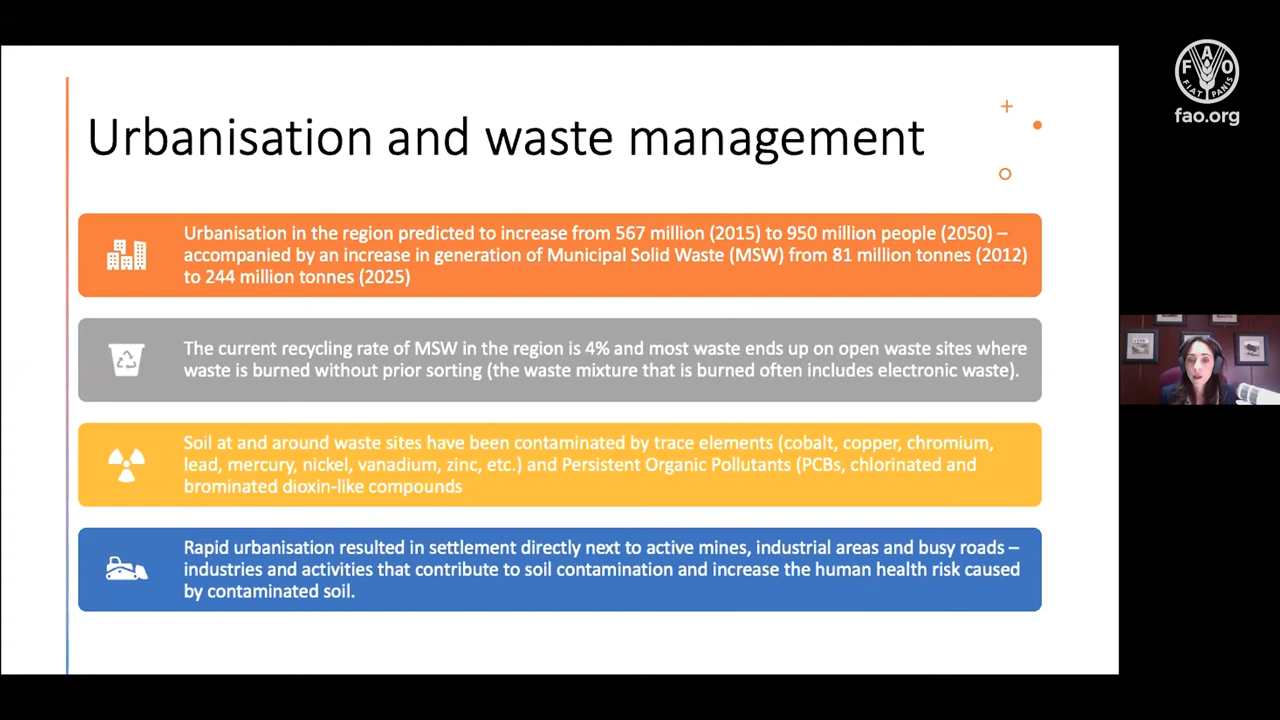 Urbanisation and waste management
Urbanisation in the region predicted to increase from 567 million (2015) to 950 million people (2050) –
accompanied by an increase in generation of Municipal Solid Waste (MSW) from 81 million tonnes (2012)
to 244 million tonnes (2025)
The current recycling rate of MSW in the region is 4% and most waste ends up on open waste sites where
waste is burned without prior sorting (the waste mixture that is burned often includes electronic waste).
Soil at and around waste sites have been contaminated by trace elements (cobalt, copper, chromium,
lead, mercury, nickel, vanadium, zinc, etc.) and Persistent Organic Pollutants (PCBs, chlorinated and
brominated dioxin-like compounds
Rapid urbanisation resulted in settlement directly next to active mines, industrial areas and busy roads –
industries and activities that contribute to soil contamination and increase the human health risk caused
by contaminated soil.
F A O
FIAT PANIS
fao.org